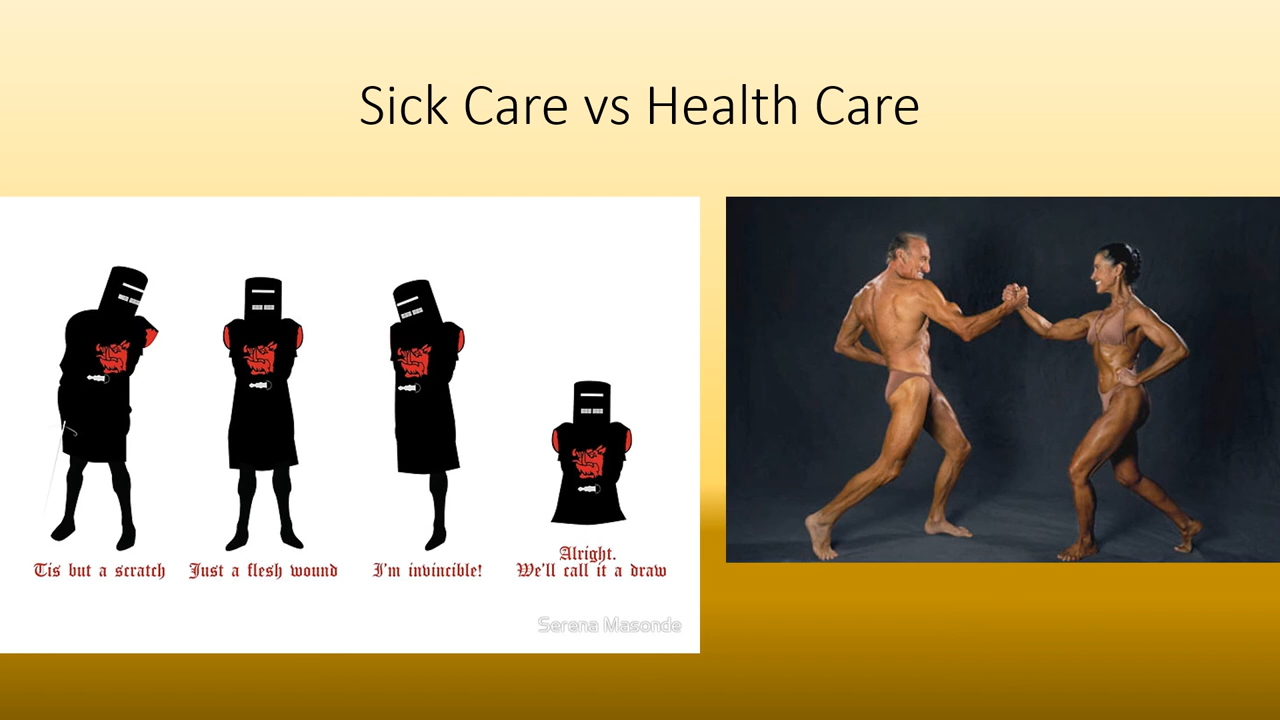 Sick Care vs Health Care
Tis but a scratch
Just a flesh wound
I'm invincible!
Alright.
We'll call it a draw
Serena Masonde